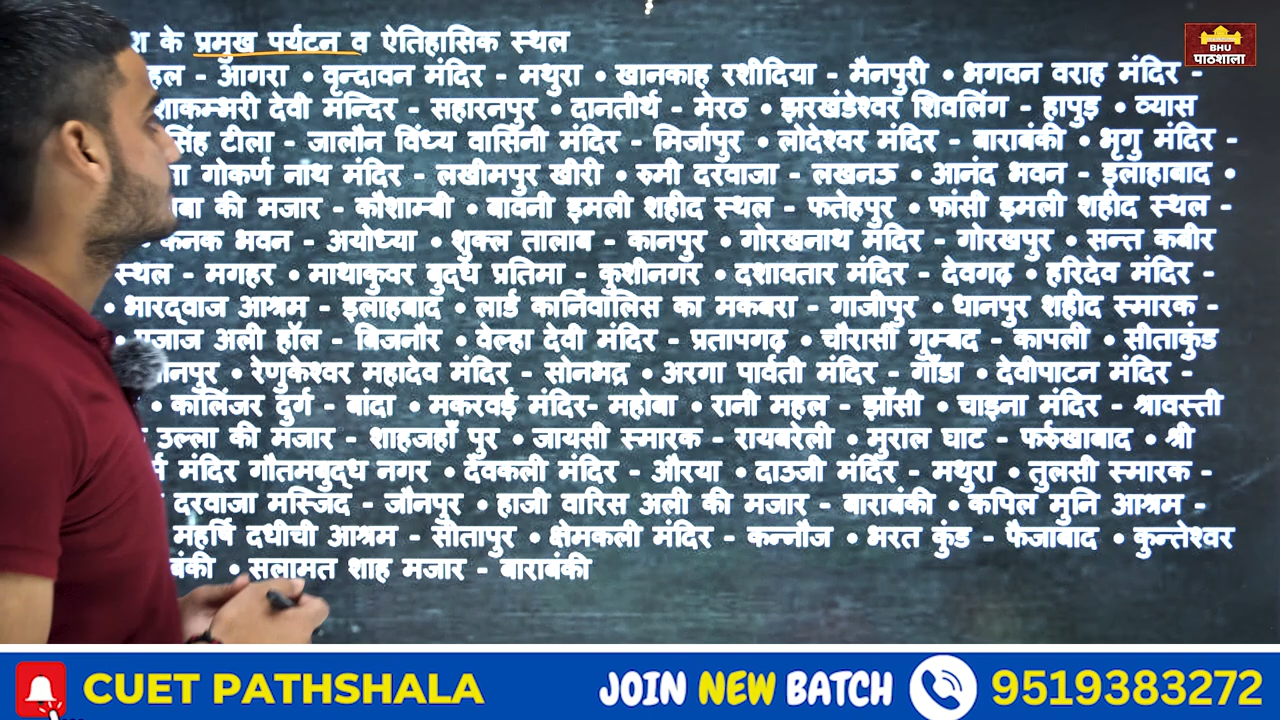 BHU
पाठशाला
के प्रमुख पर्यटन व ऐतिहासिक स्थल
- आगरा • वृन्दावन मंदिर - मथुरा • खानकाह रशीदिया - मैनपुरी • भगवन वराह मंदिर -
शाकम्भरी देवी मंन्दिर - सहारनपुर • दानतीर्थ - मेरठ • झरखंडेश्वर शिवलिंग - हापुड़ • व्यास
सिंह टीला - जालौन विंध्य वासिनी मंदिर - मिर्जापुर • लोदेश्वर मंदिर - बाराबंकी • भृगु मंदिर -
गोकर्ण नाथ मंदिर - लखीमपुर खीरी • रुमी दरवाजा - लखनऊ • आनंद भवन - इलाहाबाद •
की मजार - कौशाम्बी • बावनी इमली शहीद स्थल - फतेहपुर • फांसी इमली शहीद स्थल -
कनक भवन - अयोध्या • शुक्ल तालाब - कानपुर • गोरखनाथ मंदिर - गोरखपुर • सन्त कबीर
स्थल - मगहर • माथाकुवर बुद्ध प्रतिमा - कुशीनगर • दशावतार मंदिर - देवगढ़ • हरिदेव मंदिर -
• भारद्वाज आश्रम - इलाहबाद • लार्ड कार्निवालिस का मकबरा - गाजीपुर • धानपुर शहीद स्मारक -
• एजाज अली हॉल - बिजनौर • वेल्हा देवी मंदिर - प्रतापगढ़ • चौरासी गुम्बद - कापली • सीताकुंड
• रेणुकेश्वर महादेव मंदिर - सोनभद्र • अरगा पार्वती मंदिर - गोंडा • देवीपाटन मंदिर -
• कालिंजर दुर्ग - बांदा • मकरवई मंदिर- महोबा • रानी महल - झाँसी • चाइना मंदिर - श्रावस्ती
उल्ला की मजार - शाहजहाँ पुर • जायसी स्मारक - रायबरेली • मुराल घाट - फर्रुखाबाद • श्री
मंदिर गौतमबुद्ध नगर • देवकली मंदिर - औरया • दाउजी मंदिर - मथुरा • तुलसी स्मारक -
दरवाजा मस्जिद - जौनपुर • हाजी वारिस अली की मजार - बाराबंकी • कपिल मुनि आश्रम -
महर्षि दधीची आश्रम - सीतापुर • क्षेमकली मंदिर - कन्नौज • भरत कुंड - फैजाबाद • कुन्तेश्वर
• सलामत शाह मजार - बाराबंकी
CUET PATHSHALA JOIN NEW BATCH 9519383272